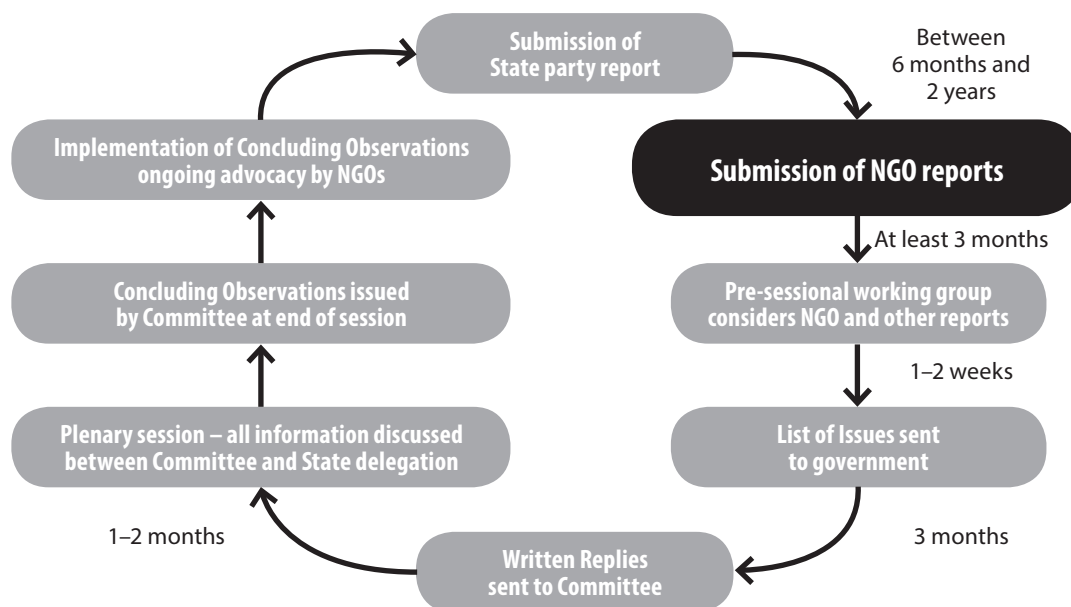 Submission of
State party report
Between
6 months and
2 years
Submission of NGO reports
At least 3 months
Pre-sessional working group
considers NGO and other reports
1–2 weeks
List of Issues sent
to government
3 months
Written Replies
sent to Committee
1–2 months
Plenary session – all information discussed
between Committee and State delegation
Concluding Observations issued
by Committee at end of session
Implementation of Concluding Observations
ongoing advocacy by NGOs